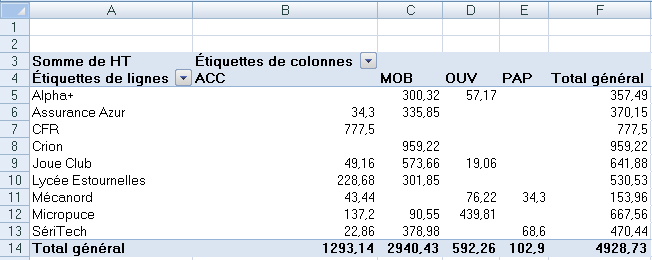 A B C D E F
1
2
3 Somme de HT Étiquettes de colonnes
4 Étiquettes de lignes ACC MOB OUV PAP Total général
5 Alpha+ 300,32 57,17 357,49
6 Assurance Azur 34,3 335,85 370,15
7 CFR 777,5 777,5
8 Crion 959,22 959,22
9 Joue Club 49,16 573,66 19,06 641,88
10 Lycée Estournelles 228,68 301,85 530,53
11 Mécanord 43,44 76,22 34,3 153,96
12 Micropuce 137,2 90,55 439,81 667,56
13 SériTech 22,86 378,98 68,6 470,44
14 Total général 1293,14 2940,43 592,26 102,9 4928,73